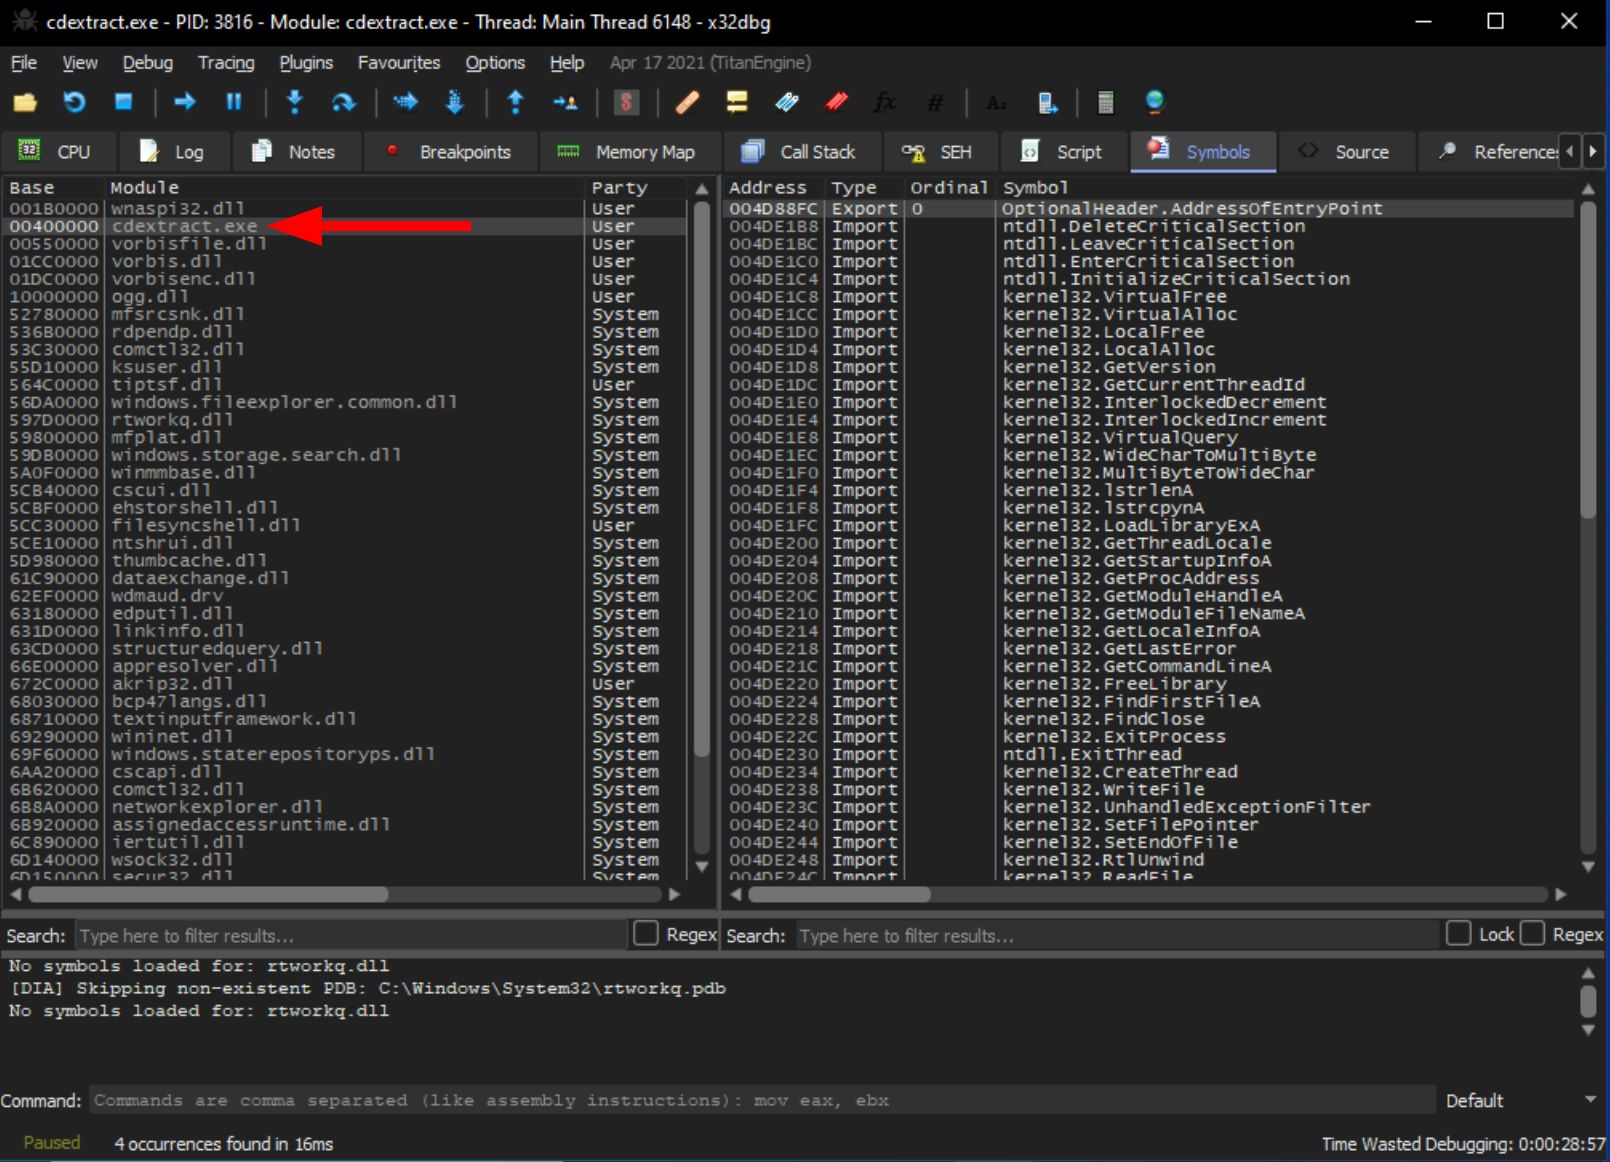 cdextract.exe - PID: 3816 - Module: cdextract.exe - Thread: Main Thread 6148 - x32dbg
File View Debug Tracing Plugins Favourites Options Help Apr 17 2021 (TitanEngine)
CPU Log Notes Breakpoints Memory Map Call Stack SEH Script Symbols Source References
Base Module Party
001B0000 wnaspi32.dll User
00400000 cdextract.exe User
00550000 vorbisfile.dll User
01CC0000 vorbis.dll User
01DC0000 vorbisenc.dll User
10000000 ogg.dll User
52780000 mfsrcsnk.dll System
536B0000 rdpendp.dll System
53C30000 comctl32.dll System
55D10000 ksuser.dll System
564C0000 tiptsf.dll User
56DA0000 windows.fileexplorer.common.dll System
597D0000 rtworkq.dll System
59800000 mfplat.dll System
59DB0000 windows.storage.search.dll System
5A0F0000 winmmbase.dll System
5CB40000 cscui.dll System
5CBF0000 ehstorshell.dll System
5CC30000 filesyncshell.dll User
5CE10000 ntshrui.dll System
5D980000 thumbcache.dll System
61C90000 dataexchange.dll System
62EF0000 wdmaud.drv System
63180000 edputil.dll System
631D0000 linkinfo.dll System
63CD0000 structuredquery.dll System
66E00000 appresolver.dll System
672C0000 akrip32.dll User
68030000 bcp47langs.dll System
68710000 textinputframework.dll System
69290000 wininet.dll System
69F60000 windows.staterepositoryps.dll System
6AA20000 cscapi.dll System
6B620000 comctl32.dll System
6B8A0000 networkexplorer.dll System
6B920000 assignedaccessruntime.dll System
6C890000 iertutil.dll System
6D140000 wsock32.dll System
6D150000 secur32.dll System
Address Type Ordinal Symbol
004D88FC Export 0 OptionalHeader.AddressOfEntryPoint
004DE1B8 Import ntdll.DeleteCriticalSection
004DE1BC Import ntdll.LeaveCriticalSection
004DE1C0 Import ntdll.EnterCriticalSection
004DE1C4 Import ntdll.InitializeCriticalSection
004DE1C8 Import kernel32.VirtualFree
004DE1CC Import kernel32.VirtualAlloc
004DE1D0 Import kernel32.LocalFree
004DE1D4 Import kernel32.LocalAlloc
004DE1D8 Import kernel32.GetVersion
004DE1DC Import kernel32.GetCurrentThreadId
004DE1E0 Import kernel32.InterlockedDecrement
004DE1E4 Import kernel32.InterlockedIncrement
004DE1E8 Import kernel32.VirtualQuery
004DE1EC Import kernel32.WideCharToMultiByte
004DE1F0 Import kernel32.MultiByteToWideChar
004DE1F4 Import kernel32.lstrlenA
004DE1F8 Import kernel32.lstrcpynA
004DE1FC Import kernel32.LoadLibraryExA
004DE200 Import kernel32.GetThreadLocale
004DE204 Import kernel32.GetStartupInfoA
004DE208 Import kernel32.GetProcAddress
004DE20C Import kernel32.GetModuleHandleA
004DE210 Import kernel32.GetModuleFileNameA
004DE214 Import kernel32.GetLocaleInfoA
004DE218 Import kernel32.GetLastError
004DE21C Import kernel32.GetCommandLineA
004DE220 Import kernel32.FreeLibrary
004DE224 Import kernel32.FindFirstFileA
004DE228 Import kernel32.FindClose
004DE22C Import kernel32.ExitProcess
004DE230 Import ntdll.ExitThread
004DE234 Import kernel32.CreateThread
004DE238 Import kernel32.WriteFile
004DE23C Import kernel32.UnhandledExceptionFilter
004DE240 Import kernel32.SetFilePointer
004DE244 Import kernel32.SetEndOfFile
004DE248 Import kernel32.RtlUnwind
004DE24C Import kernel32.ReadFile
Search: Type here to filter results... Regex
Search: Type here to filter results... Lock Regex
No symbols loaded for: rtworkq.dll
[DIA] Skipping non-existent PDB: C:\Windows\System32\rtworkq.pdb
No symbols loaded for: rtworkq.dll
Command: Commands are comma separated (like assembly instructions): mov eax, ebx Default
Paused 4 occurrences found in 16ms Time Wasted Debugging: 0:00:28:57